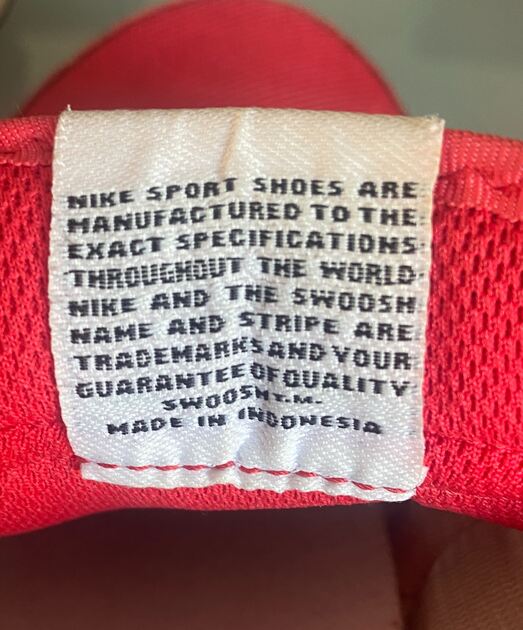 NIKE SPORT SHOES ARE
MANUFACTURED TO THE
EXACT SPECIFICATIONS
THROUGHOUT THE WORLD
NIKE AND THE SWOOSH
NAME AND STRIPE ARE
TRADEMARKS AND YOUR
GUARANTEE OF QUALITY
SWOOSH T.M.
MADE IN INDONESIA